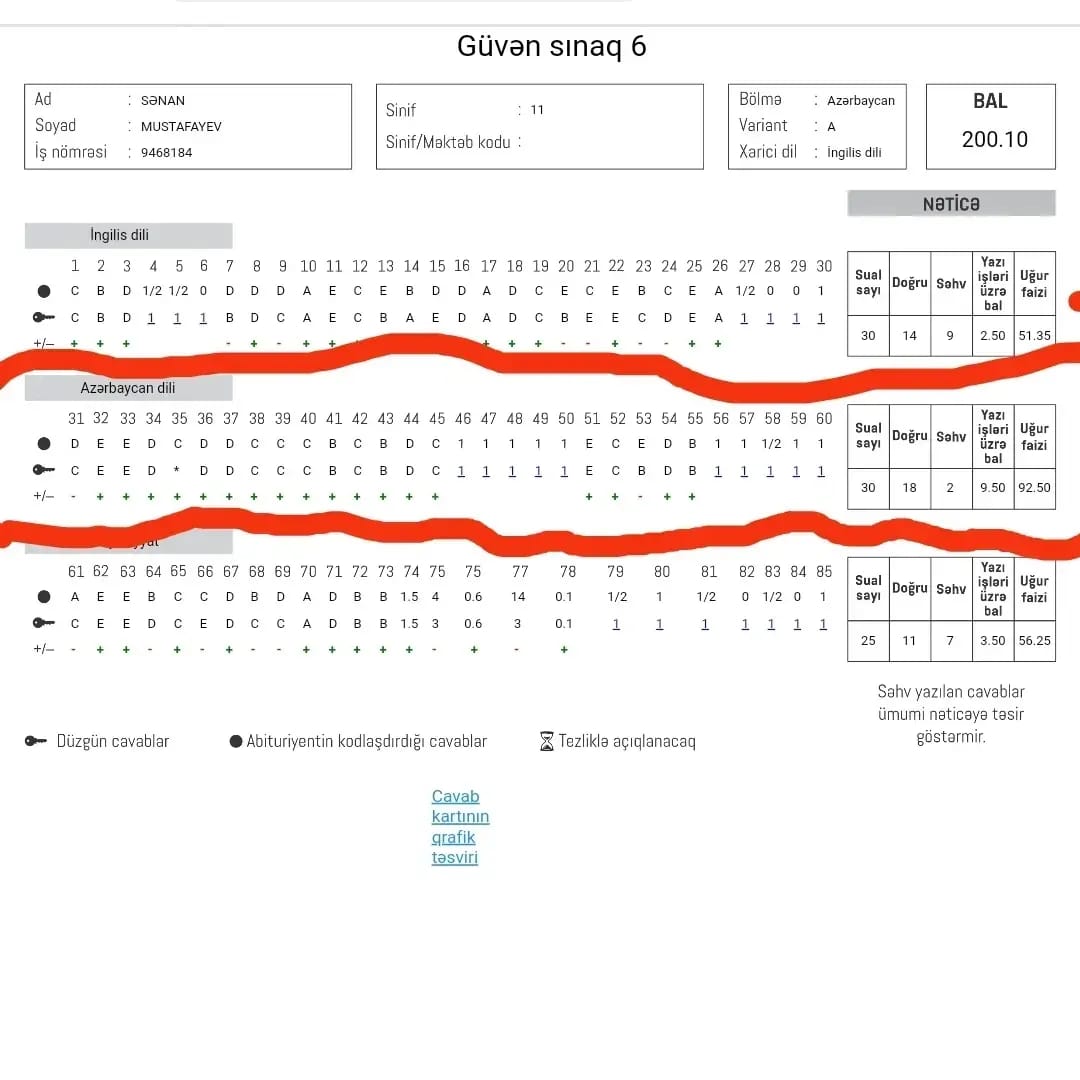 Güvən sınaq 6
Ad : SƏNAN
Soyad : MUSTAFAYEV
İş nömrəsi : 9468184
Sinif : 11
Sinif/Məktəb kodu :
Bölmə : Azərbaycan
Variant : A
Xarici dil : İngilis dili
BAL
200.10
NƏTİCƏ
İngilis dili
1 2 3 4 5 6 7 8 9 10 11 12 13 14 15 16 17 18 19 20 21 22 23 24 25 26 27 28 29 30
C B D 1/2 1/2 0 D D D A E C E B D D A D C E C E B C E A 1/2 0 0 1
C B D 1 1 1 B D C A E C B A E D A D C B E E C D E A 1 1 1 1
+/– + + + - + - + + + + + - - + - - + +
Sual sayı Doğru Səhv Yazı işləri üzrə bal Uğur faizi
30 14 9 2.50 51.35
Azərbaycan dili
31 32 33 34 35 36 37 38 39 40 41 42 43 44 45 46 47 48 49 50 51 52 53 54 55 56 57 58 59 60
D E E D C D D C C C B C B D C 1 1 1 1 1 E C E D B 1 1 1/2 1 1
C E E D * D D C C C B C B D C 1 1 1 1 1 E C B D B 1 1 1 1 1
+/– - + + + + + + + + + + + + + + + + - + +
Sual sayı Doğru Səhv Yazı işləri üzrə bal Uğur faizi
30 18 2 9.50 92.50
61 62 63 64 65 66 67 68 69 70 71 72 73 74 75 75 77 78 79 80 81 82 83 84 85
A E E B C C D B D A D B B 1.5 4 0.6 14 0.1 1/2 1 1/2 0 1/2 0 1
C E E D C E D C C A D B B 1.5 3 0.6 3 0.1 1 1 1 1 1 1 1
+/– - + + - + - + - - + + + + + - + - +
Sual sayı Doğru Səhv Yazı işləri üzrə bal Uğur faizi
25 11 7 3.50 56.25
Səhv yazılan cavablar
ümumi nəticəyə təsir
göstərmir.
Düzgün cavablar
Abituriyentin kodlaşdırdığı cavablar
Tezliklə açıqlanacaq
Cavab
kartının
qrafik
təsviri